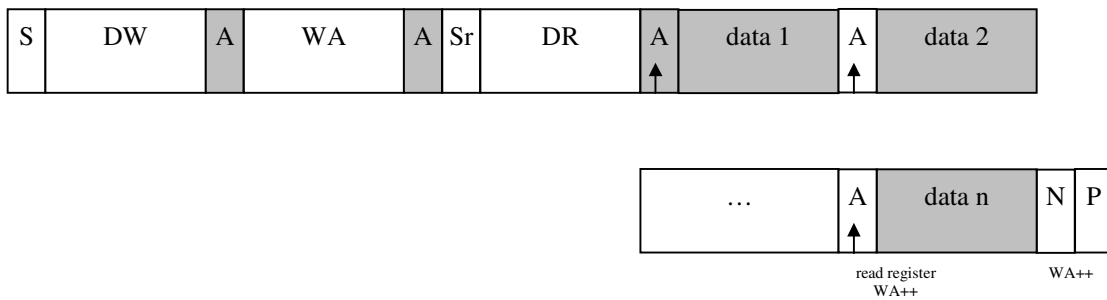 S DW A WA A Sr DR A data 1 A data 2
… A data n N P
read register WA++
WA++